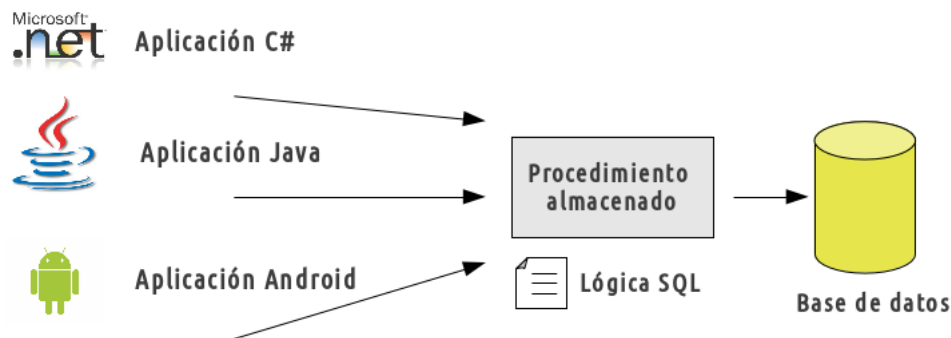 Microsoft
.net
Aplicación C#
Aplicación Java
Aplicación Android
Procedimiento
almacenado
Lógica SQL
Base de datos